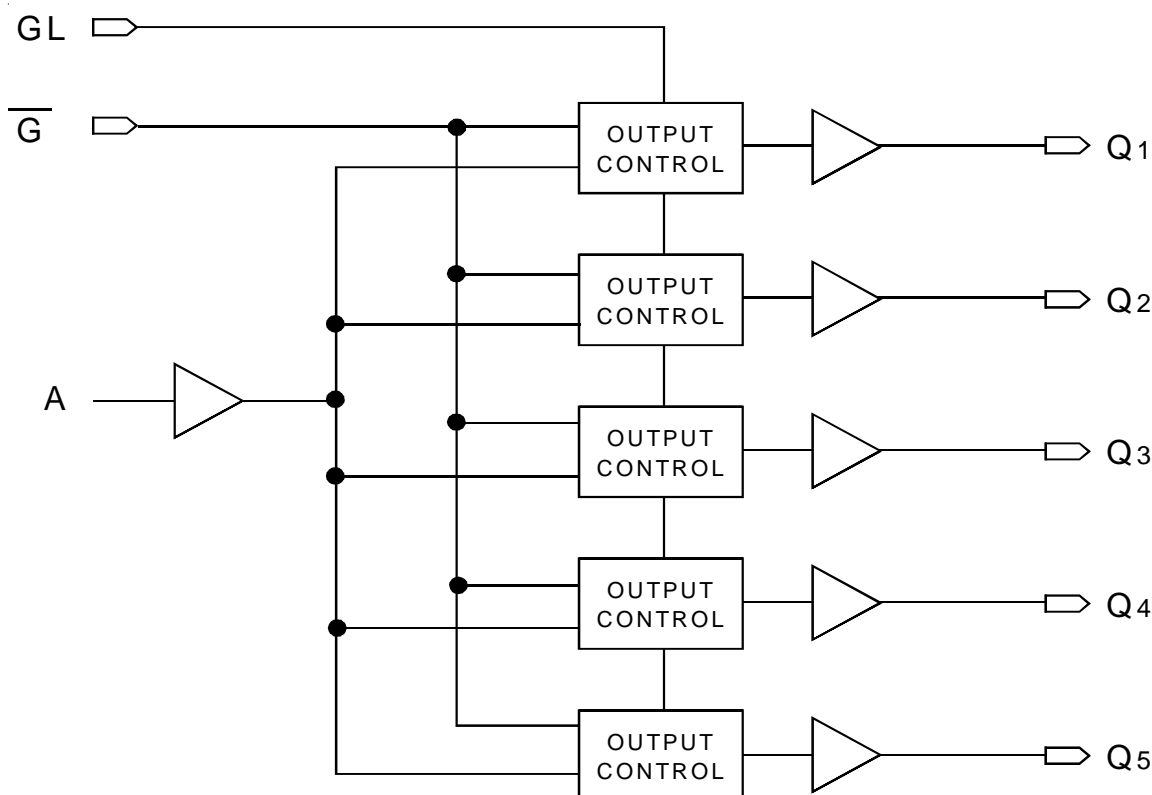 GL
G̅
OUTPUT
CONTROL
Q1
OUTPUT
CONTROL
Q2
A
OUTPUT
CONTROL
Q3
OUTPUT
CONTROL
Q4
OUTPUT
CONTROL
Q5